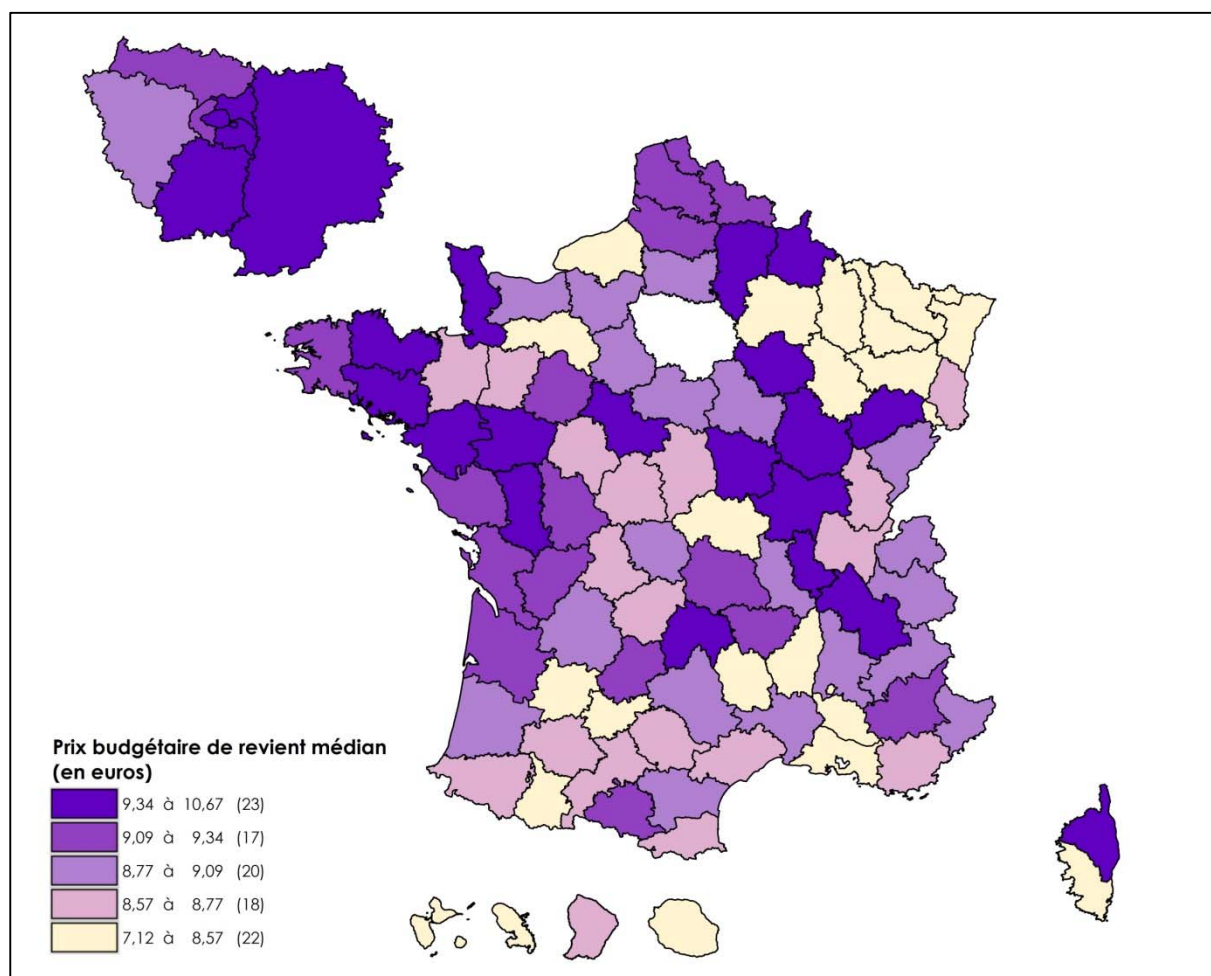 Prix budgétaire de revient médian
(en euros)
9,34 à 10,67 (23)
9,09 à 9,34 (17)
8,77 à 9,09 (20)
8,57 à 8,77 (18)
7,12 à 8,57 (22)